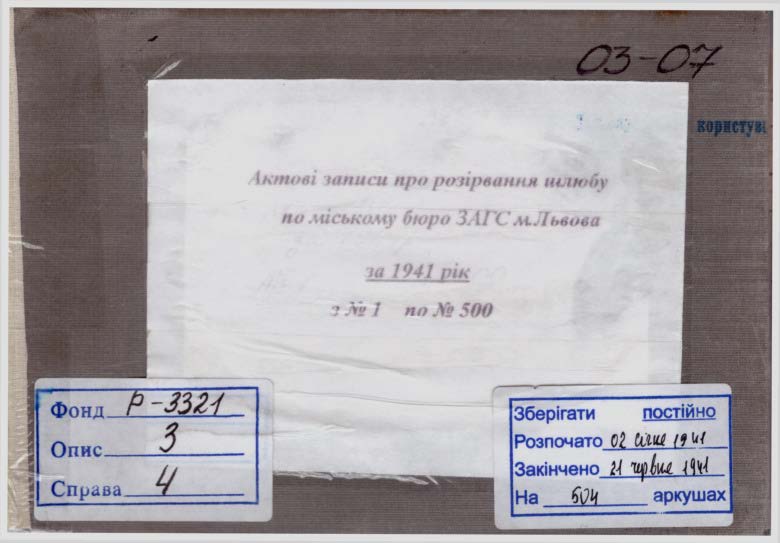 03-07
користува
Актові записи про розірвання шлюбу
по міському бюро ЗАГС м.Львова
за 1941 рік
з № 1 по № 500
Фонд Р-3321
Опис 3
Справа 4
Зберігати постійно
Розпочато 02 січня 1941
Закінчено 21 червня 1941
На 504 аркушах